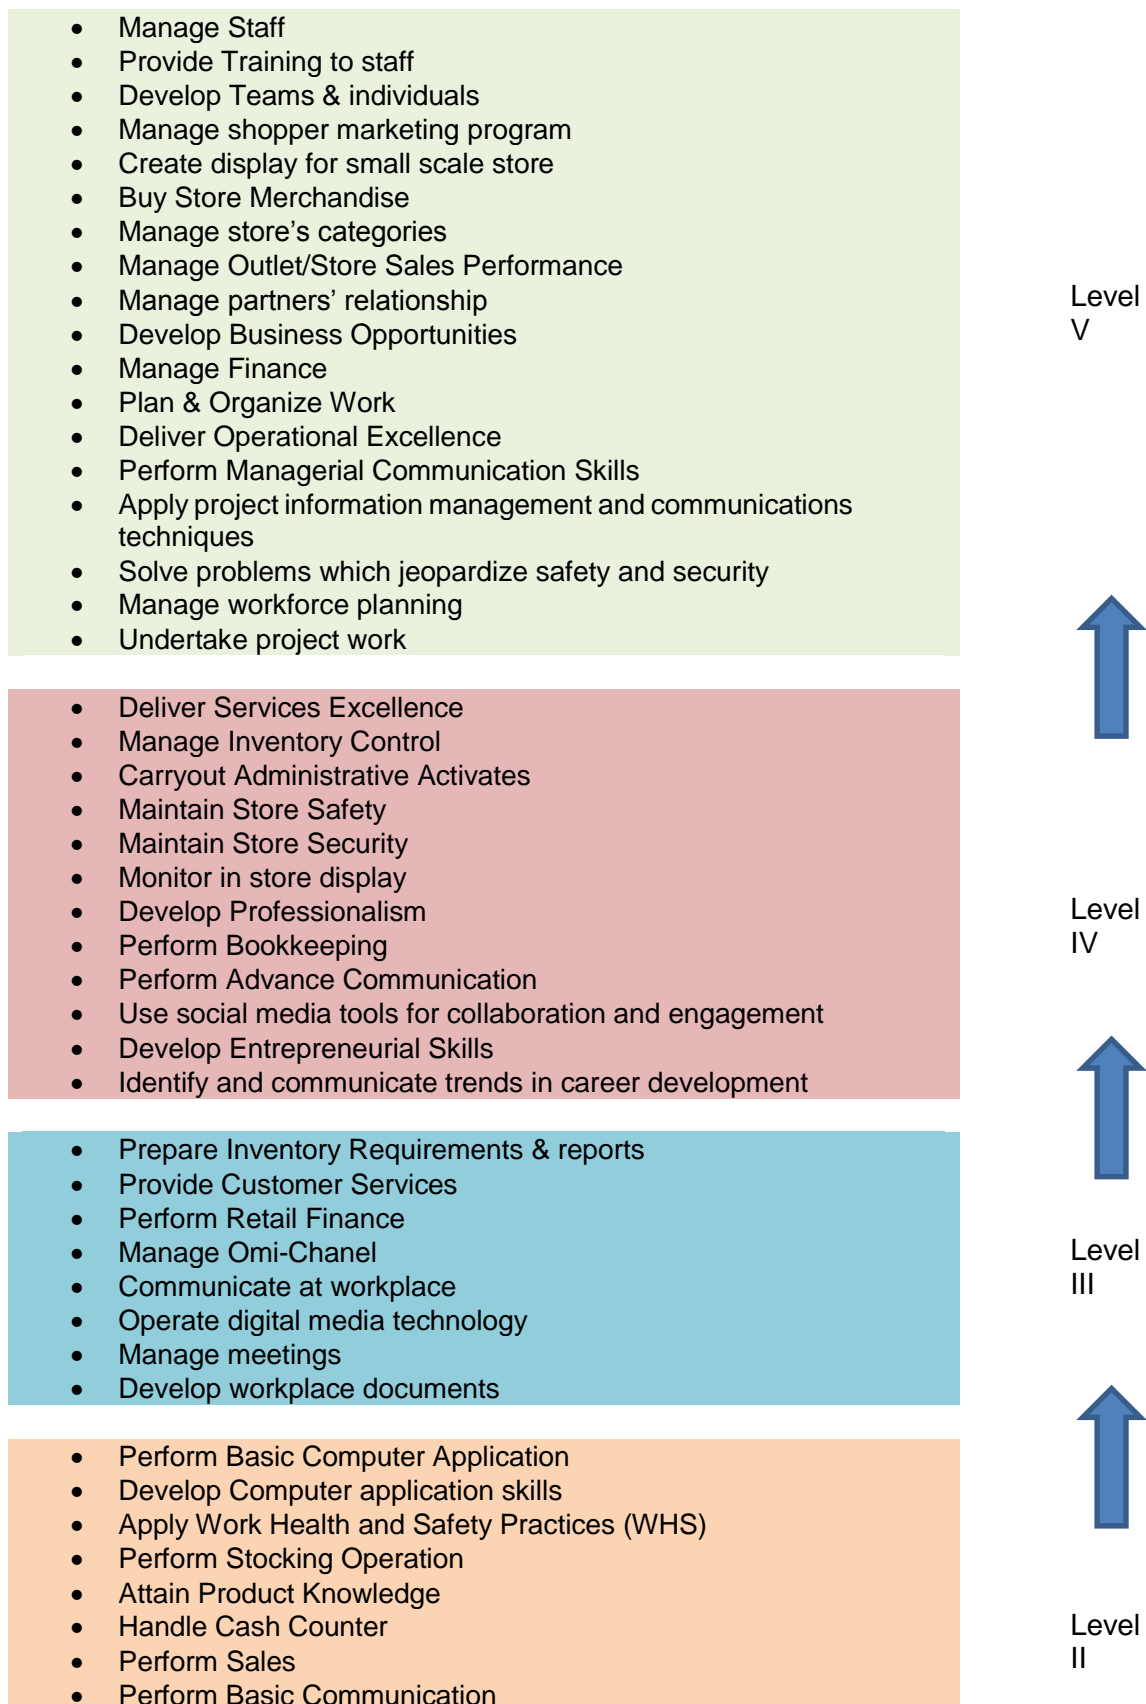 • Manage Staff
• Provide Training to staff
• Develop Teams & individuals
• Manage shopper marketing program
• Create display for small scale store
• Buy Store Merchandise
• Manage store’s categories
• Manage Outlet/Store Sales Performance
• Manage partners’ relationship
• Develop Business Opportunities
• Manage Finance
• Plan & Organize Work
• Deliver Operational Excellence
• Perform Managerial Communication Skills
• Apply project information management and communications
techniques
• Solve problems which jeopardize safety and security
• Manage workforce planning
• Undertake project work
Level
V
• Deliver Services Excellence
• Manage Inventory Control
• Carryout Administrative Activates
• Maintain Store Safety
• Maintain Store Security
• Monitor in store display
• Develop Professionalism
• Perform Bookkeeping
• Perform Advance Communication
• Use social media tools for collaboration and engagement
• Develop Entrepreneurial Skills
• Identify and communicate trends in career development
Level
IV
• Prepare Inventory Requirements & reports
• Provide Customer Services
• Perform Retail Finance
• Manage Omi-Chanel
• Communicate at workplace
• Operate digital media technology
• Manage meetings
• Develop workplace documents
Level
III
• Perform Basic Computer Application
• Develop Computer application skills
• Apply Work Health and Safety Practices (WHS)
• Perform Stocking Operation
• Attain Product Knowledge
• Handle Cash Counter
• Perform Sales
• Perform Basic Communication
Level
II